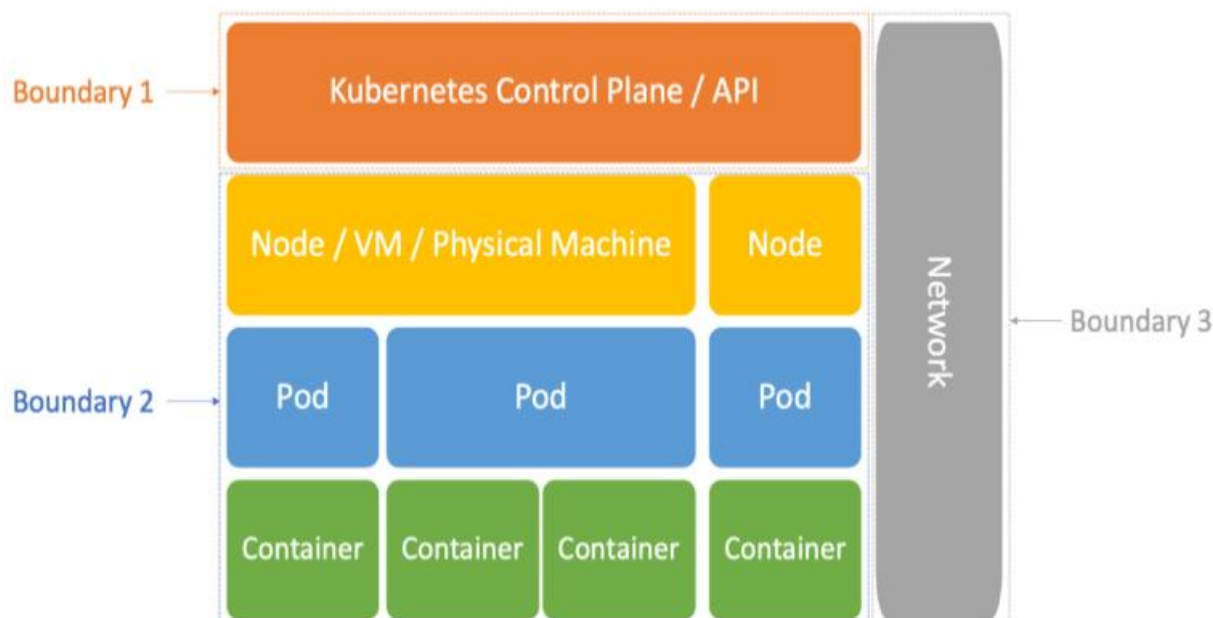 Boundary 1
Kubernetes Control Plane / API
Node / VM / Physical Machine
Node
Network
Boundary 3
Boundary 2
Pod
Pod
Pod
Container
Container
Container
Container